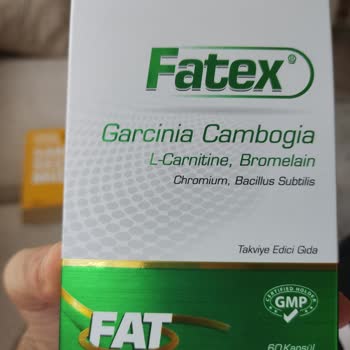 Fatex®
Garcinia Cambogia
L-Carnitine, Bromelain
Chromium, Bacillus Subtilis
Takviye Edici Gıda
CERTIFIED HOLDER
GMP
FAT
60 Kapsül